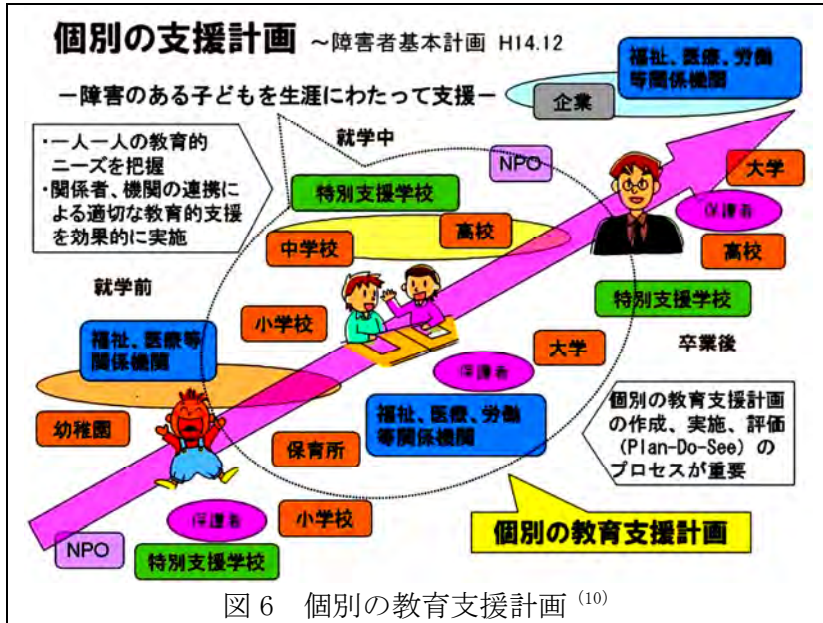 個別の支援計画 ~障害者基本計画 H14.12
-障害のある子どもを生涯にわたって支援-
福祉、医療、労働
等関係機関
企業
・一人一人の教育的
ニーズを把握
・関係者、機関の連携に
よる適切な教育的支援
を効果的に実施
就学中
NPO
特別支援学校
大学
保護者
中学校
高校
高校
就学前
特別支援学校
小学校
福祉、医療等
関係機関
大学
卒業後
保護者
幼稚園
保育所
福祉、医療、労働
等関係機関
個別の教育支援計画
の作成、実施、評価
(Plan-Do-See)の
プロセスが重要
保護者
小学校
NPO
特別支援学校
個別の教育支援計画
図6 個別の教育支援計画 (10)